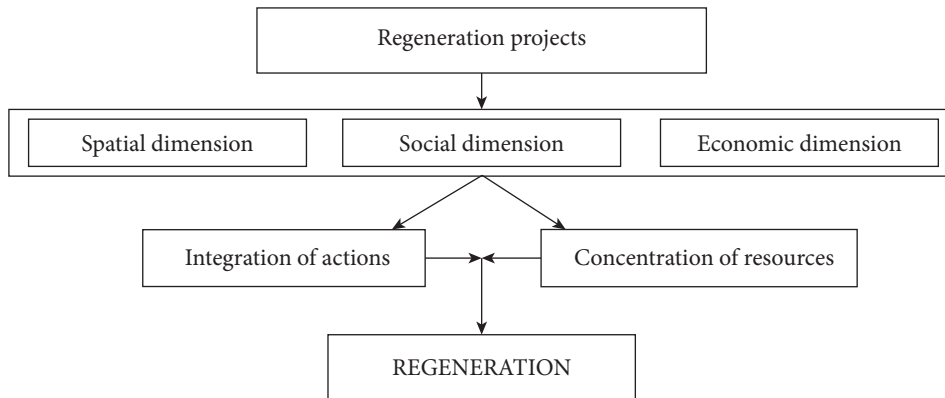 Regeneration projects
Spatial dimension
Social dimension
Economic dimension
Integration of actions
Concentration of resources
REGENERATION